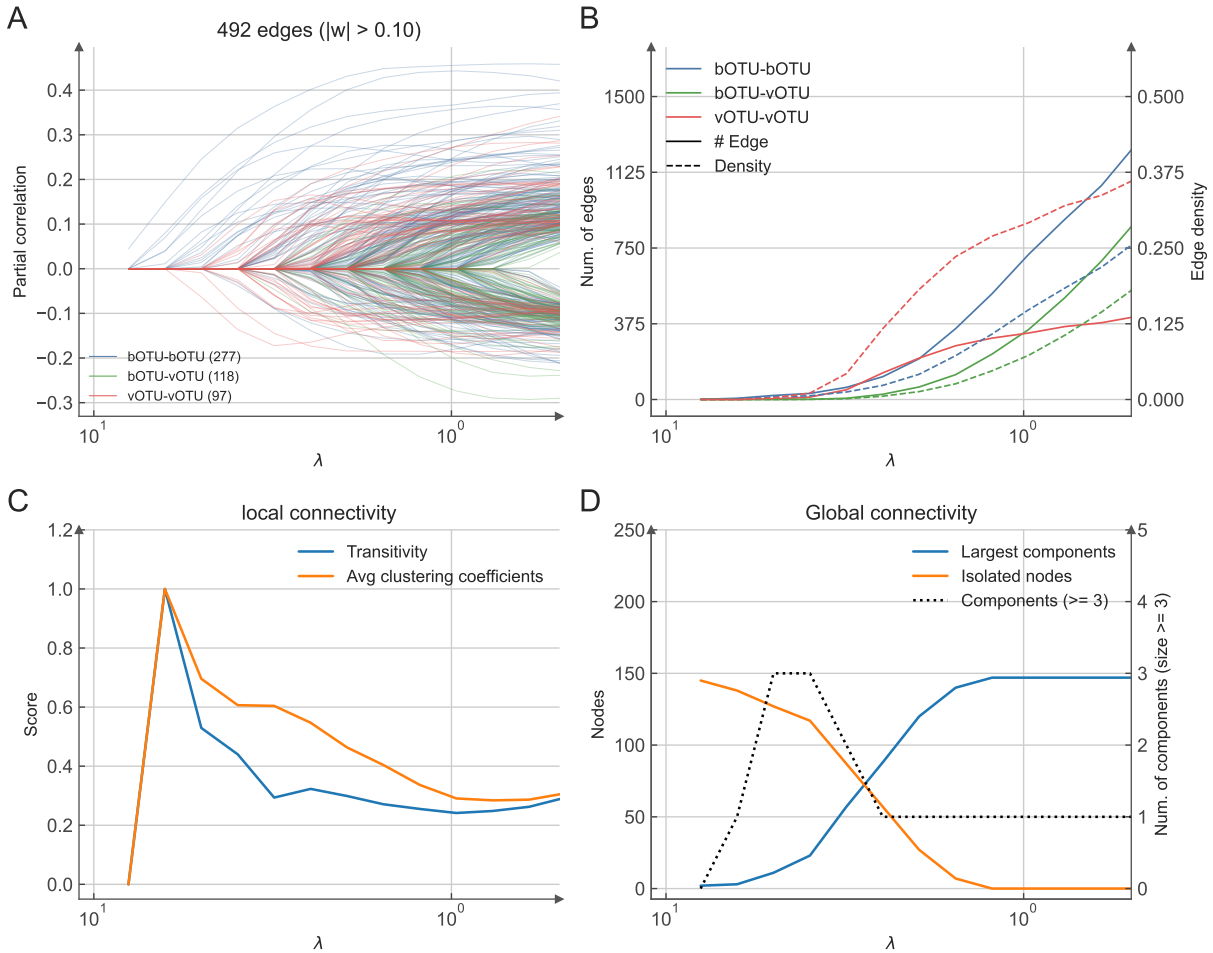 A
492 edges (|w| > 0.10)
Partial correlation
0.4
0.3
0.2
0.1
0.0
−0.1
−0.2
−0.3
bOTU-bOTU (277)
bOTU-vOTU (118)
vOTU-vOTU (97)
10¹
10⁰
λ
B
Num. of edges
1500
1125
750
375
0
bOTU-bOTU
bOTU-vOTU
vOTU-vOTU
# Edge
Density
0.500
0.375
0.250
0.125
0.000
Edge density
10¹
10⁰
λ
C
local connectivity
Score
1.2
1.0
0.8
0.6
0.4
0.2
0.0
Transitivity
Avg clustering coefficients
10¹
10⁰
λ
D
Global connectivity
Nodes
250
200
150
100
50
0
Largest components
Isolated nodes
Components (>= 3)
5
4
3
2
1
0
Num. of components (size >= 3)
10¹
10⁰
λ